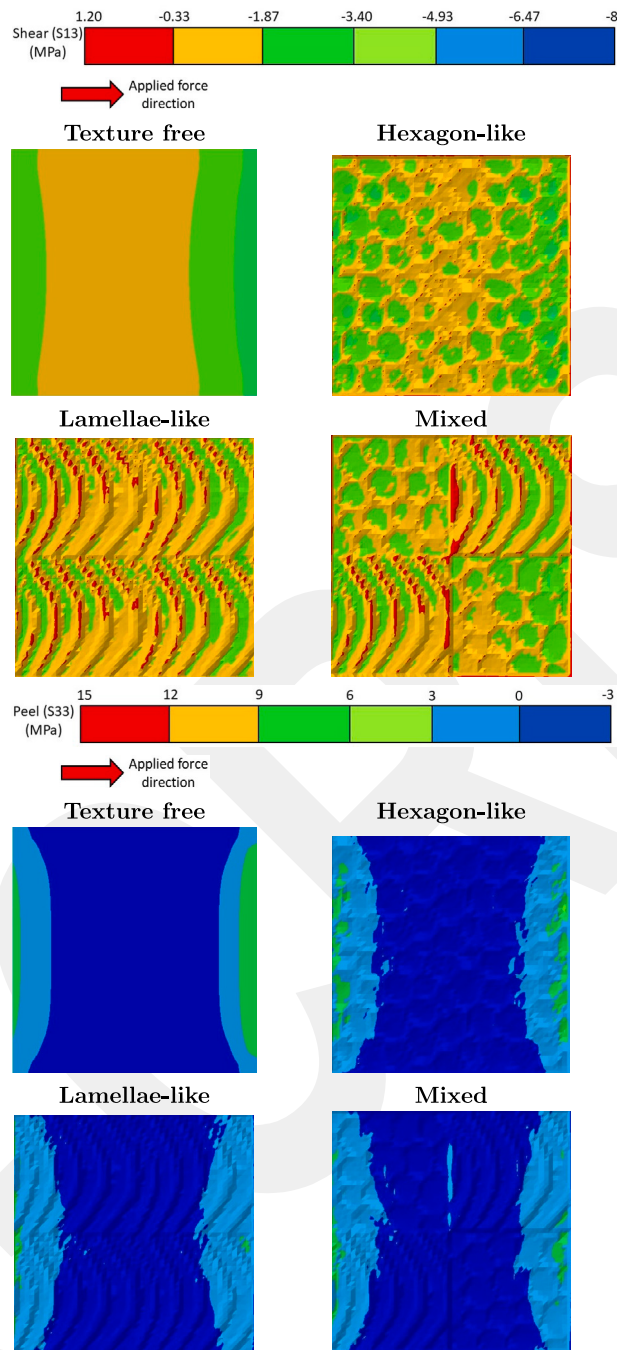 1.20 -0.33 -1.87 -3.40 -4.93 -6.47 -8
Shear (S13)
(MPa)
Applied force
direction
Texture free Hexagon-like
Lamellae-like Mixed
15 12 9 6 3 0 -3
Peel (S33)
(MPa)
Applied force
direction
Texture free Hexagon-like
Lamellae-like Mixed